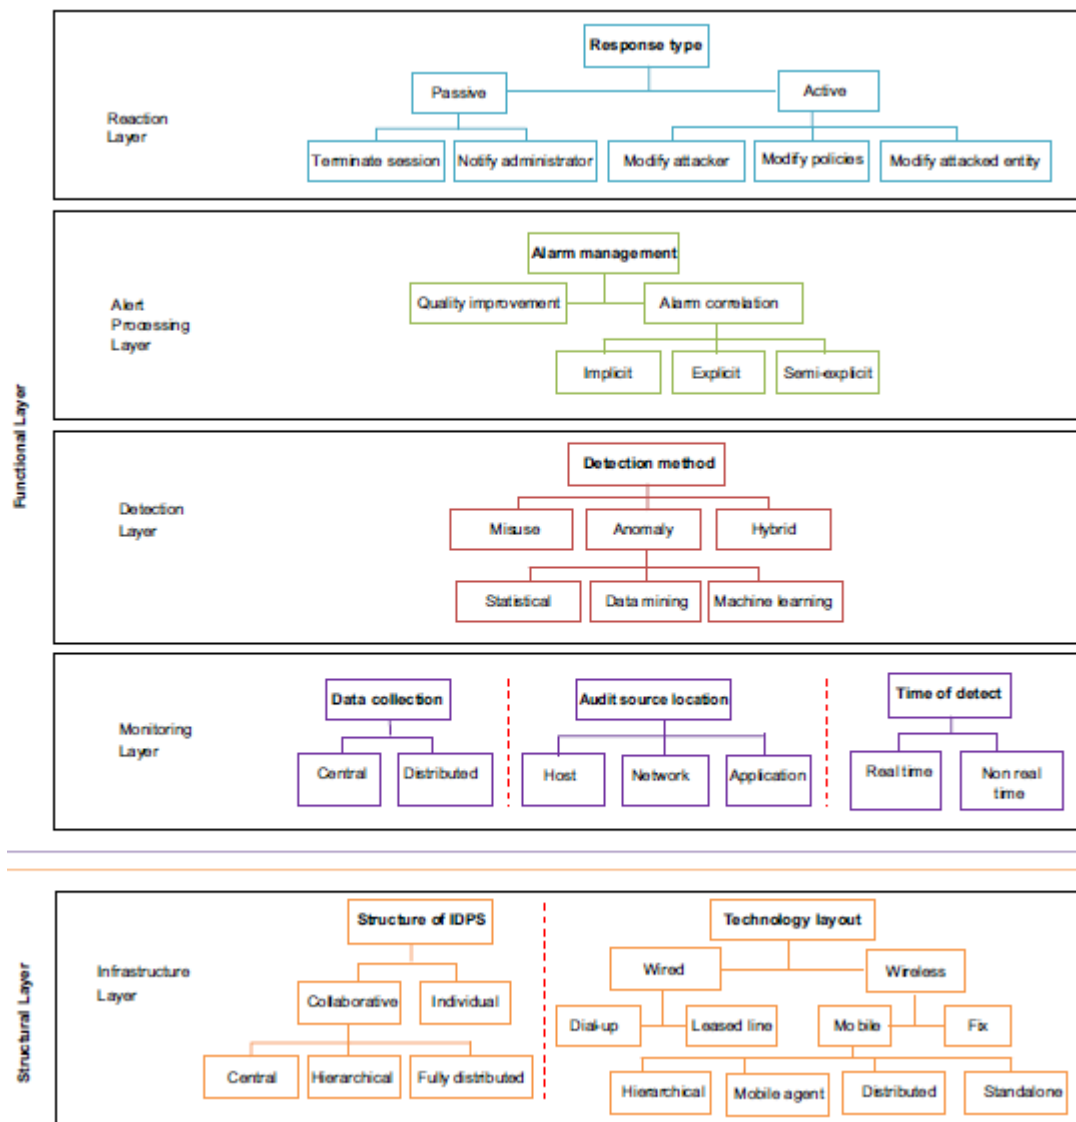 Functional Layer
Reaction
Layer
Response type
Passive
Active
Terminate session
Notify administrator
Modify attacker
Modify policies
Modify attacked entity
Alert
Processing
Layer
Alarm management
Quality improvement
Alarm correlation
Implicit
Explicit
Semi-explicit
Detection
Layer
Detection method
Misuse
Anomaly
Hybrid
Statistical
Data mining
Machine learning
Monitoring
Layer
Data collection
Central
Distributed
Audit source location
Host
Network
Application
Time of detect
Real time
Non real
time
Structural Layer
Infrastructure
Layer
Structure of IDPS
Collaborative
Individual
Central
Hierarchical
Fully distributed
Technology layout
Wired
Wireless
Dial-up
Leased line
Mobile
Fix
Hierarchical
Mobile agent
Distributed
Standalone